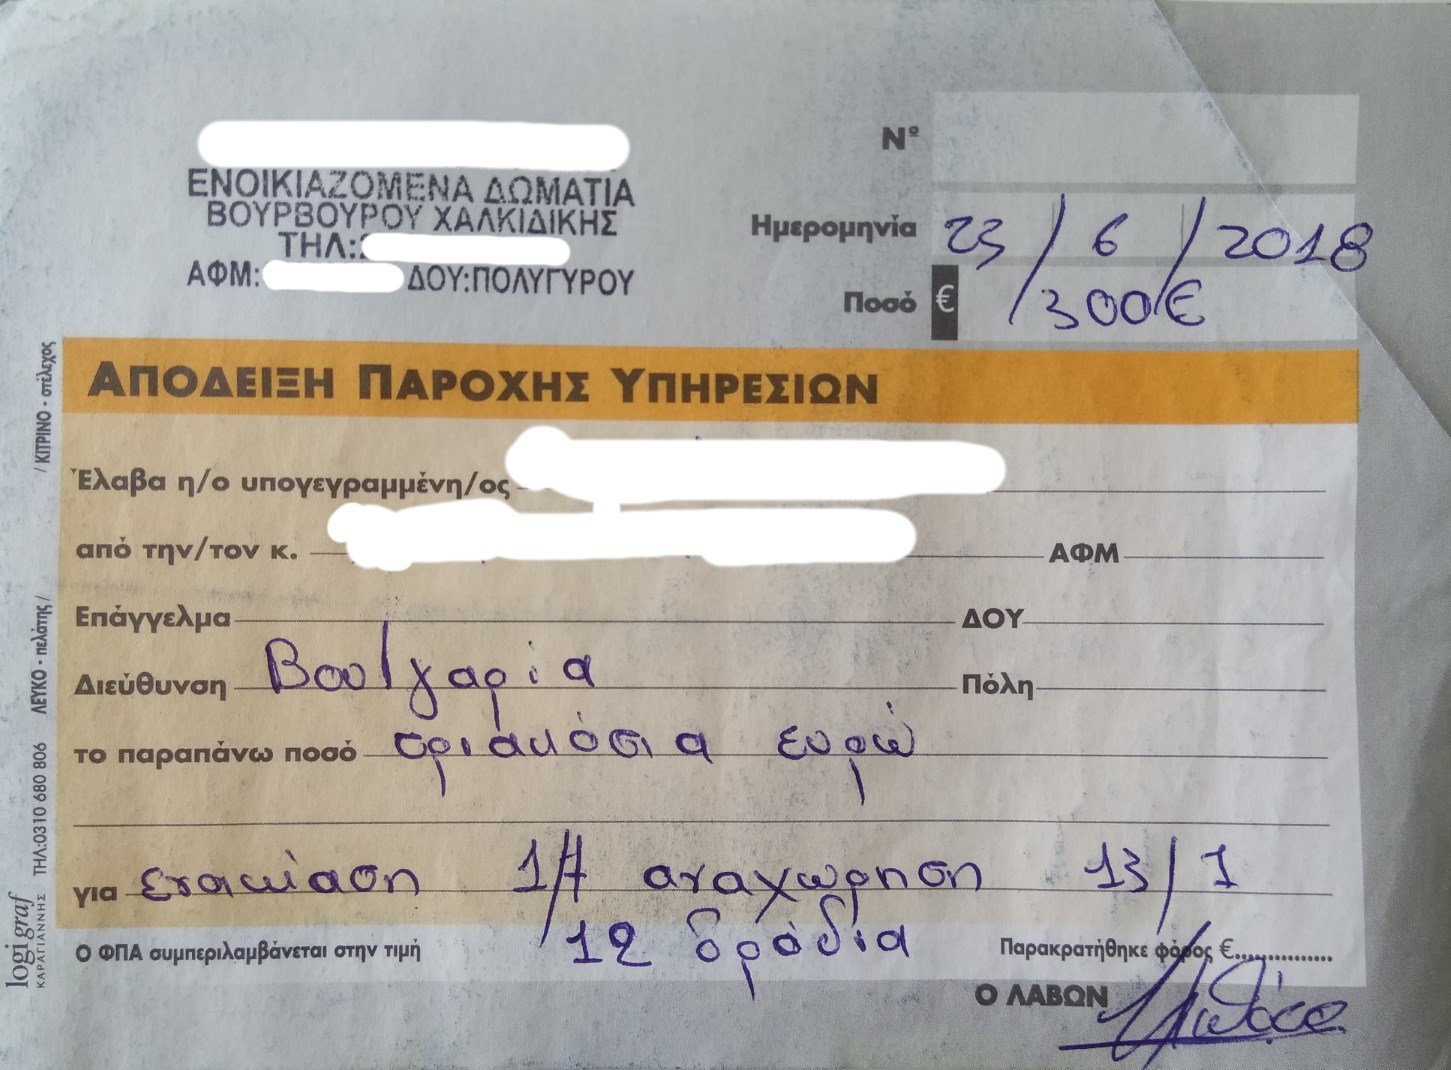 ΕΝΟΙΚΙΑΖΟΜΕΝΑ ΔΩΜΑΤΙΑ
ΒΟΥΡΒΟΥΡΟΥ ΧΑΛΚΙΔΙΚΗΣ
ΤΗΛ:
ΑΦΜ: ΔΟΥ:ΠΟΛΥΓΥΡΟΥ
Νº
Ημερομηνία 23/6/2018
Ποσό € 300€
ΑΠΟΔΕΙΞΗ ΠΑΡΟΧΗΣ ΥΠΗΡΕΣΙΩΝ
Έλαβα η/ο υπογεγραμμένη/ος
από την/τον κ. ΑΦΜ
Επάγγελμα ΔΟΥ
Διεύθυνση Βουλγαρία Πόλη
το παραπάνω ποσό τριακόσια ευρώ
για 1/7 αναχώρηση 13/7
12 βράδια
Ο ΦΠΑ συμπεριλαμβάνεται στην τιμή Παρακρατήθηκε φόρος €
Ο ΛΑΒΩΝ
logigraf ΚΑΡΑΓΙΑΝΝΗΣ ΤΗΛ:0310 680 806 ΛΕΥΚΟ - πελάτης / / ΚΙΤΡΙΝΟ - στέλεχος